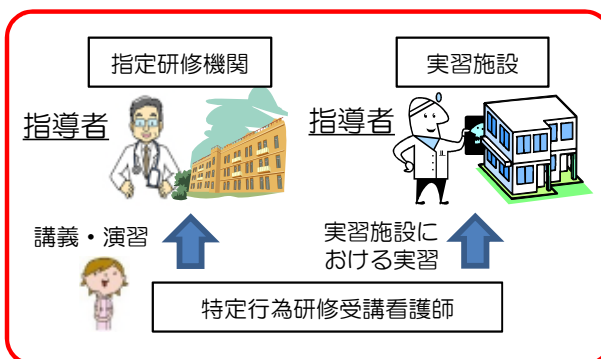 指定研修機関
実習施設
指導者
指導者
講義・演習
実習施設に
おける実習
特定行為研修受講看護師